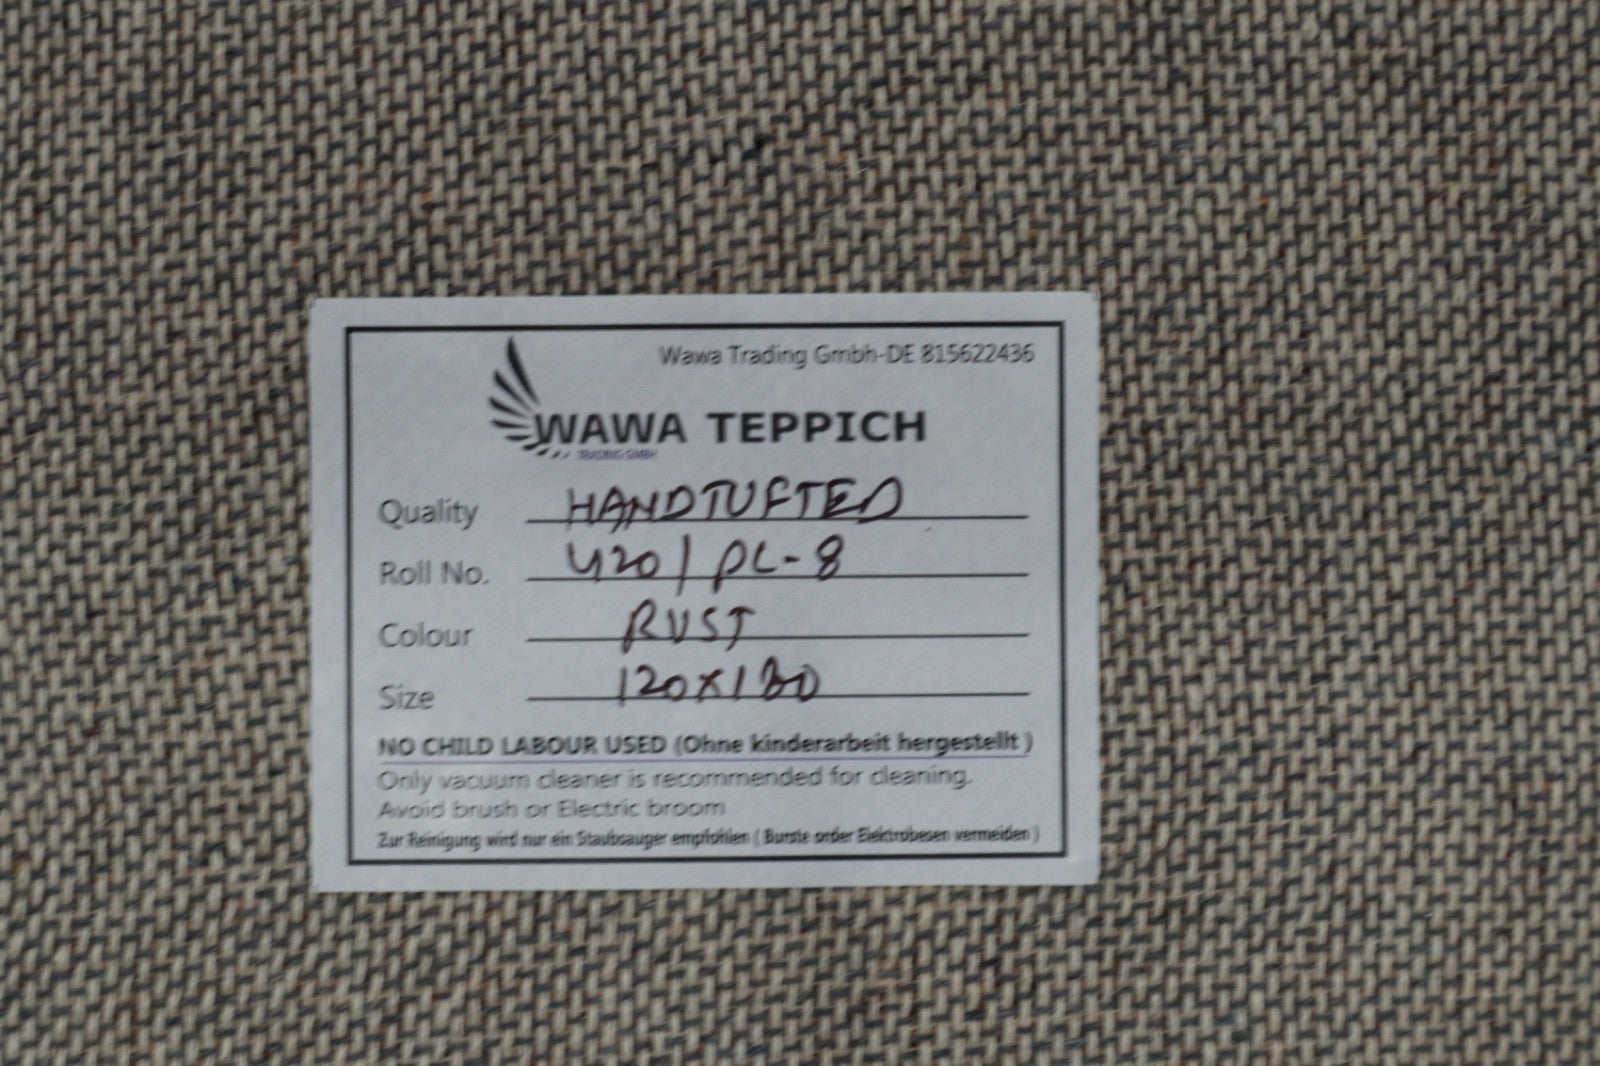 Wawa Trading Gmbh-DE 815622436
WAWA TEPPICH
TRADING GMBH
Quality HANDTUFTED
Roll No. 420/PL-8
Colour RUST
Size 120X180
NO CHILD LABOUR USED (Ohne kinderarbeit hergestellt )
Only vacuum cleaner is recommended for cleaning.
Avoid brush or Electric broom
Zur Reinigung wird nur ein Staubsauger empfohlen ( Burste order Elektrobesen vermeiden )